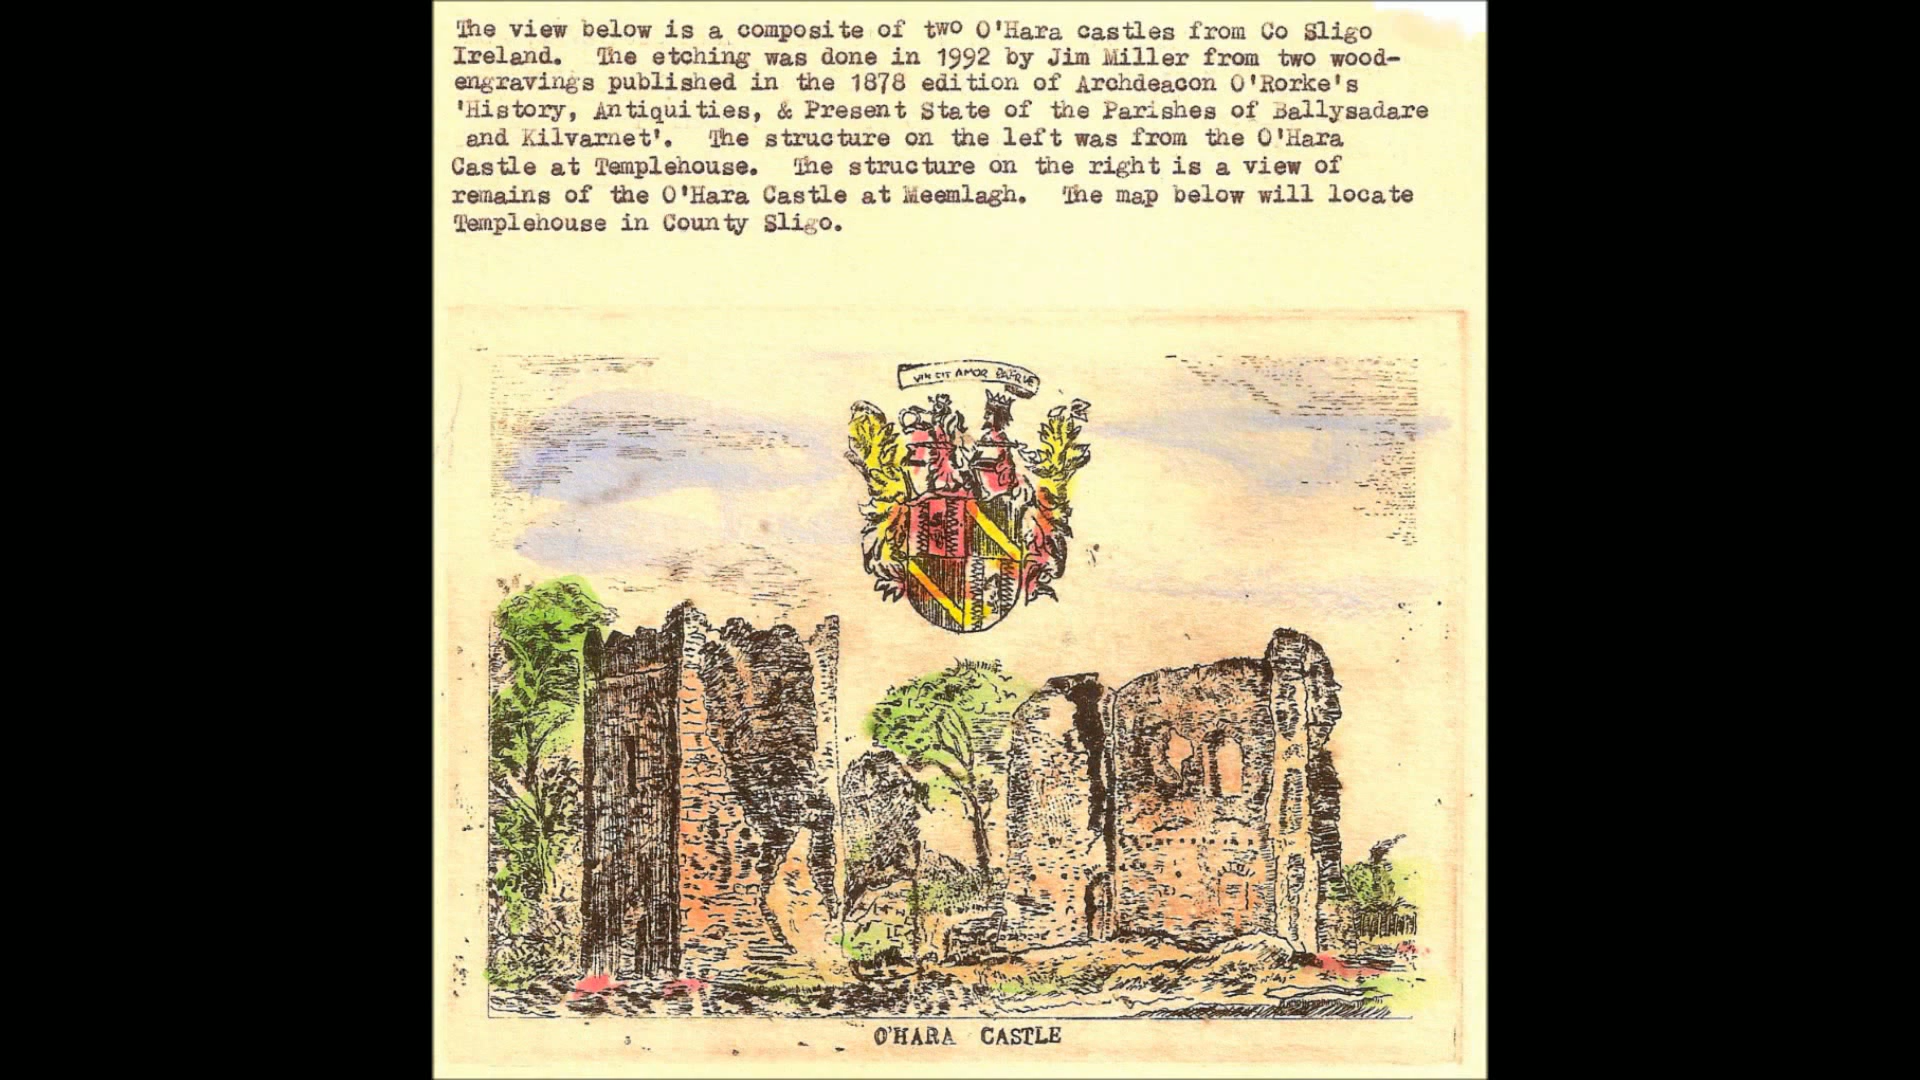 The view below is a composite of two O'Hara castles from Co Sligo
Ireland. The etching was done in 1992 by Jim Miller from two wood-
engravings published in the 1878 edition of Archdeacon O'Rorke's
'History, Antiquities, & Present State of the Parishes of Ballysadare
and Kilvarnet'. The structure on the left was from the O'Hara
Castle at Templehouse. The structure on the right is a view of
remains of the O'Hara Castle at Meemlagh. The map below will locate
Templehouse in County Sligo.
VIN CIT AMOR
O'HARA CASTLE